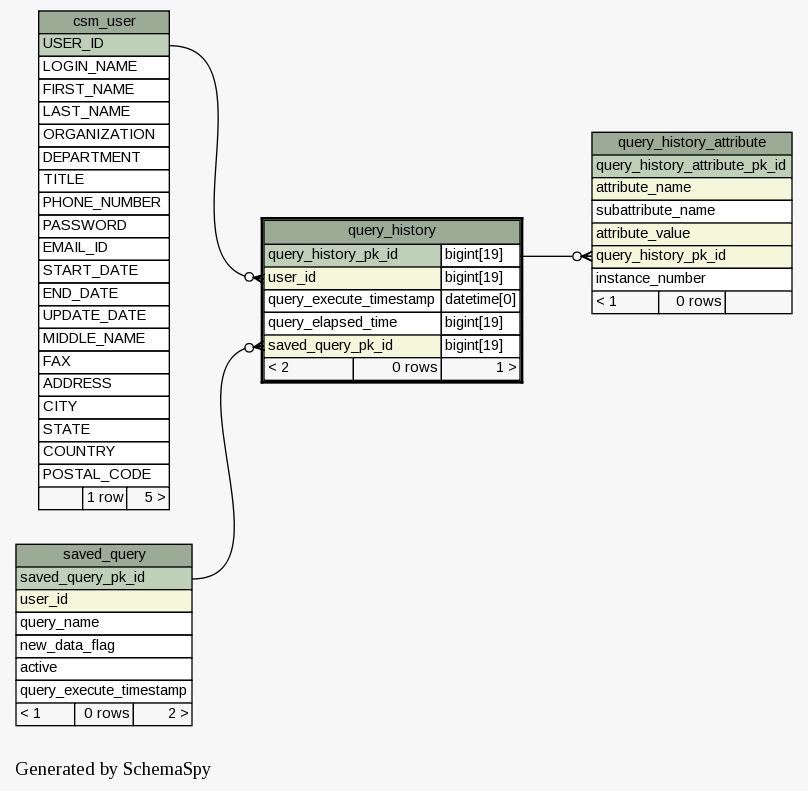 csm_user
USER_ID
LOGIN_NAME
FIRST_NAME
LAST_NAME
ORGANIZATION
DEPARTMENT
TITLE
PHONE_NUMBER
PASSWORD
EMAIL_ID
START_DATE
END_DATE
UPDATE_DATE
MIDDLE_NAME
FAX
ADDRESS
CITY
STATE
COUNTRY
POSTAL_CODE
1 row 5 >
query_history
query_history_pk_id bigint[19]
user_id bigint[19]
query_execute_timestamp datetime[0]
query_elapsed_time bigint[19]
saved_query_pk_id bigint[19]
< 2 0 rows 1 >
query_history_attribute
query_history_attribute_pk_id
attribute_name
subattribute_name
attribute_value
query_history_pk_id
instance_number
< 1 0 rows
saved_query
saved_query_pk_id
user_id
query_name
new_data_flag
active
query_execute_timestamp
< 1 0 rows 2 >
Generated by SchemaSpy